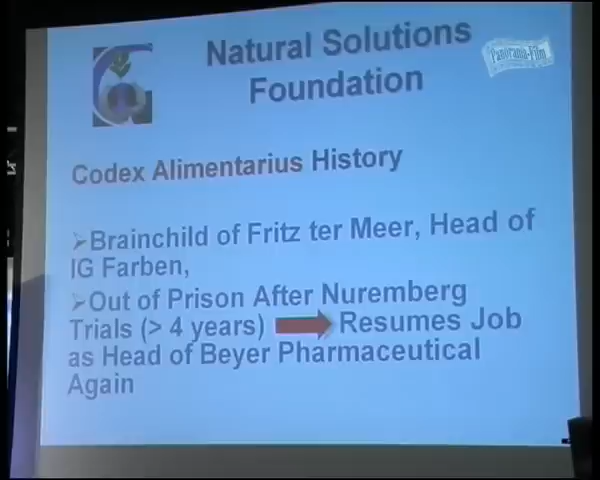 Natural Solutions
Foundation
Panorama-Film
Codex Alimentarius History
➢Brainchild of Fritz ter Meer, Head of
IG Farben,
➢Out of Prison After Nuremberg
Trials (> 4 years) ➡ Resumes Job
as Head of Beyer Pharmaceutical
Again